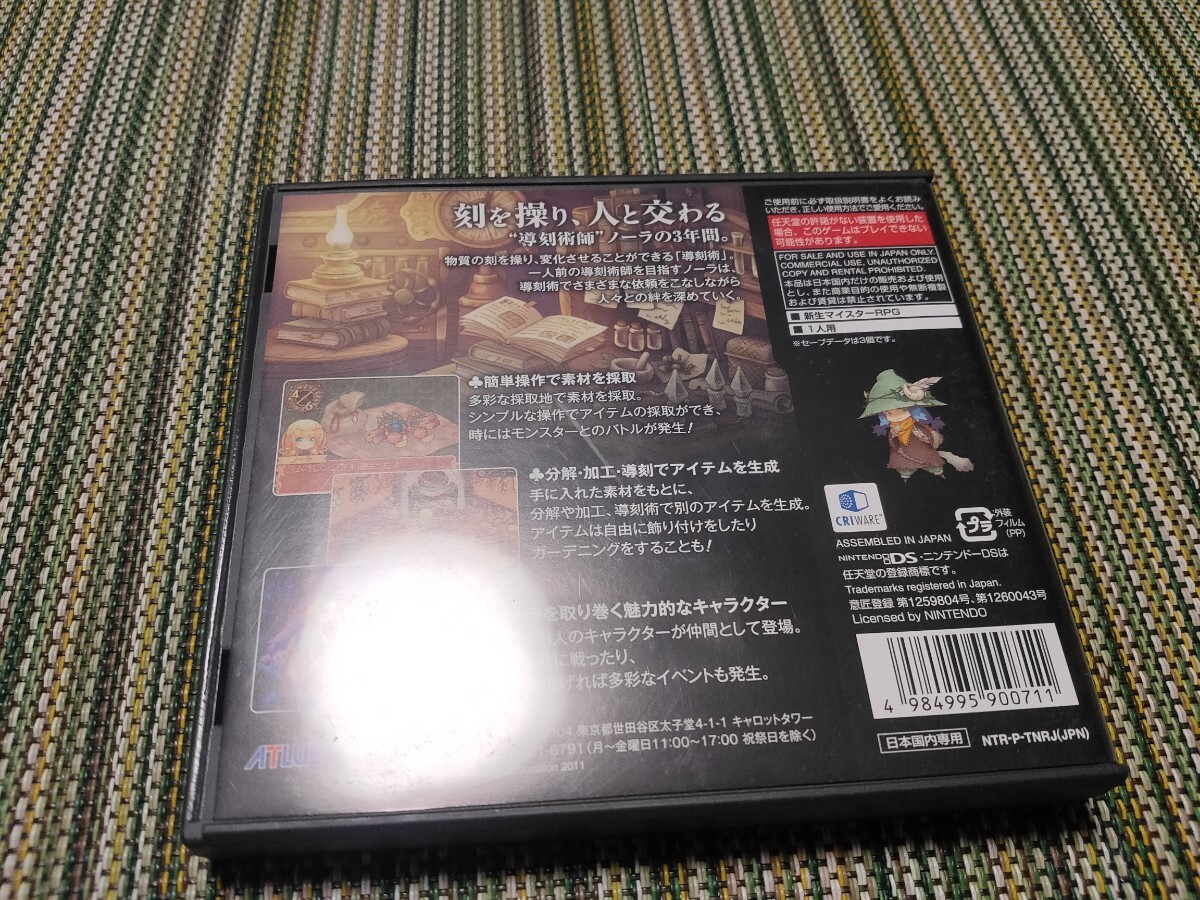 刻を操り、人と交わる
“導刻術師”ノーラの3年間。
物質の刻を操り、変化させることができる「導刻術」。
一人前の導刻術師を目指すノーラは、
導刻術でさまざまな依頼をこなしながら
人々との絆を深めていく。
♣簡単操作で素材を採取
多彩な採取地で素材を採取。
シンプルな操作でアイテムの採取ができ、
時にはモンスターとのバトルが発生!
♣分解・加工・導刻でアイテムを生成
手に入れた素材をもとに、
分解や加工、導刻術で別のアイテムを生成。
アイテムは自由に飾り付けをしたり
ガーデニングをすることも!
を取り巻く魅力的なキャラクター
人のキャラクターが仲間として登場。
に戦ったり、
れば多彩なイベントも発生。
004 東京都世田谷区太子堂4-1-1 キャロットタワー
1-6791(月〜金曜日11:00〜17:00 祝祭日を除く)
ATLUS
oration 2011
ご使用前に必ず取扱説明書をよくお読み
いただき、正しい使用方法でご愛用ください。
任天堂の許諾がない装置を使用した
場合、このゲームはプレイできない
可能性があります。
FOR SALE AND USE IN JAPAN ONLY.
COMMERCIAL USE, UNAUTHORIZED
COPY AND RENTAL PROHIBITED.
本品は日本国内だけの販売および使用
とし、また商業目的の使用や無断複製
および賃貸は禁止されています。
■ 新生マイスターRPG
■ 1人用
※セーブデータは3個です。
CRIWARE™
プラ
外装
フィルム
(PP)
ASSEMBLED IN JAPAN
NINTENDO DS・ニンテンドーDSは
任天堂の登録商標です。
Trademarks registered in Japan.
意匠登録 第1259804号、第1260043号
Licensed by NINTENDO
4 984995 900711
日本国内専用
NTR-P-TNRJ(JPN)